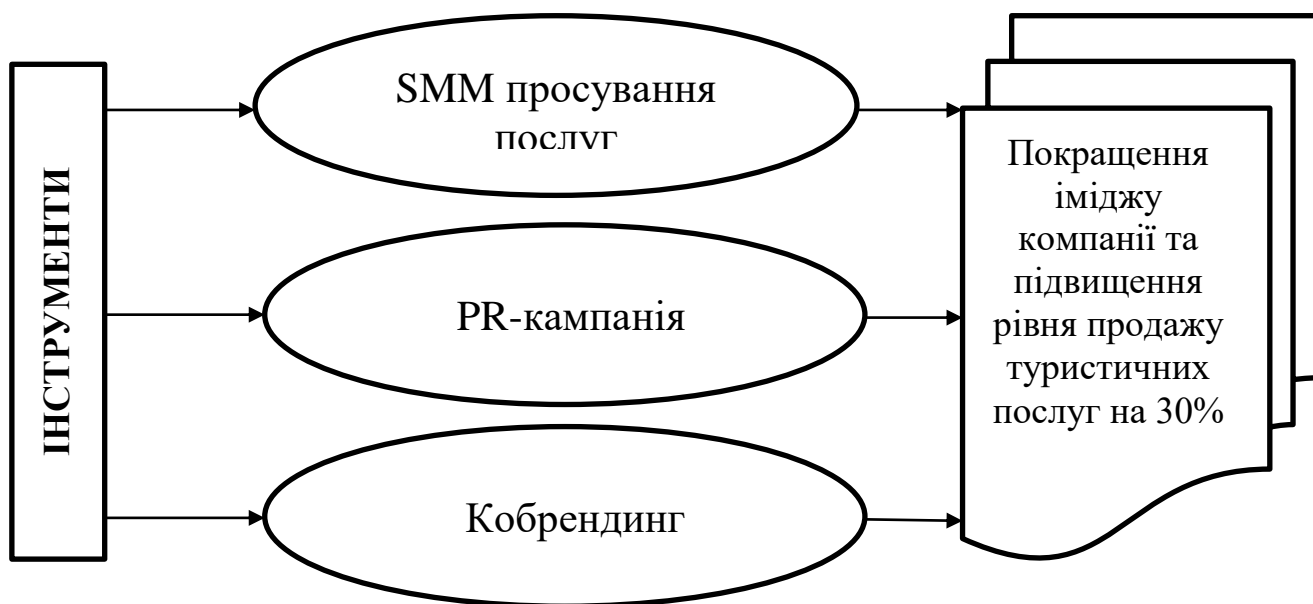 ІНСТРУМЕНТИ
SMM просування
послуг
PR-кампанія
Кобрендинг
Покращення
іміджу
компанії та
підвищення
рівня продажу
туристичних
послуг на 30%